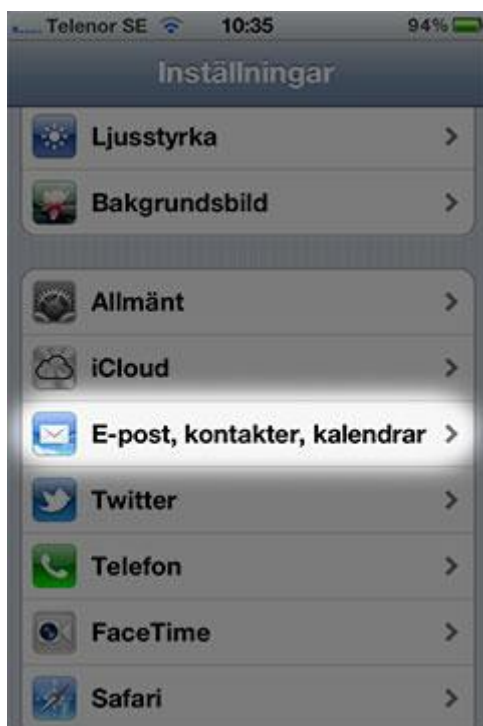 Telenor SE 10:35 94%
Inställningar
Ljusstyrka
Bakgrundsbild
Allmänt
iCloud
E-post, kontakter, kalendrar
Twitter
Telefon
FaceTime
Safari